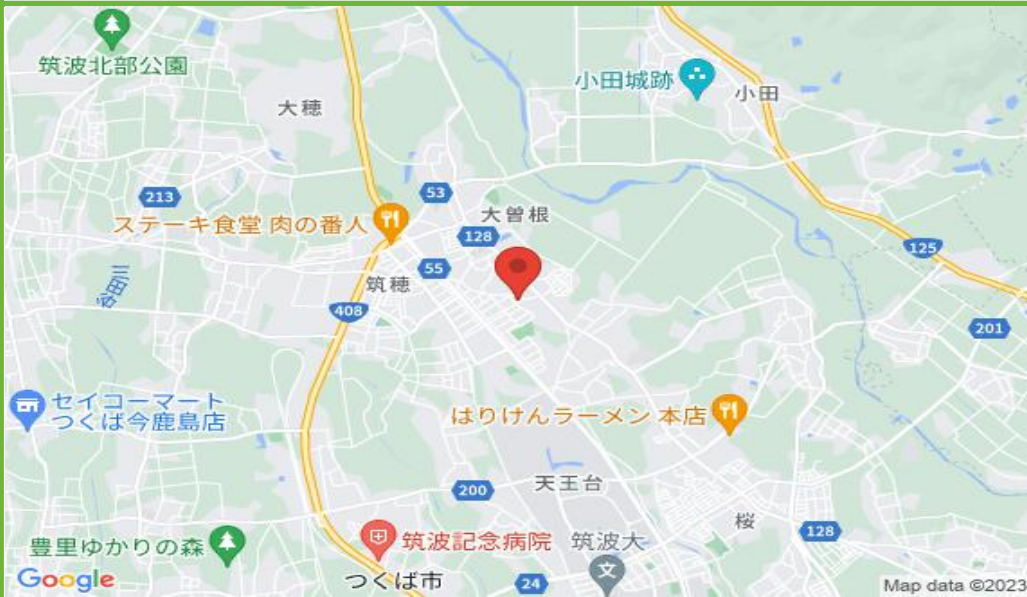 筑波北部公園
大穂
小田城跡
小田
213
53
ステーキ食堂 肉の番人
大曽根
128
125
55
筑穂
408
201
セイコーマート
つくば今鹿島店
はりけんラーメン 本店
200
天王台
桜
128
豊里ゆかりの森
筑波記念病院
筑波大
Google
つくば市
24
Map data ©2023